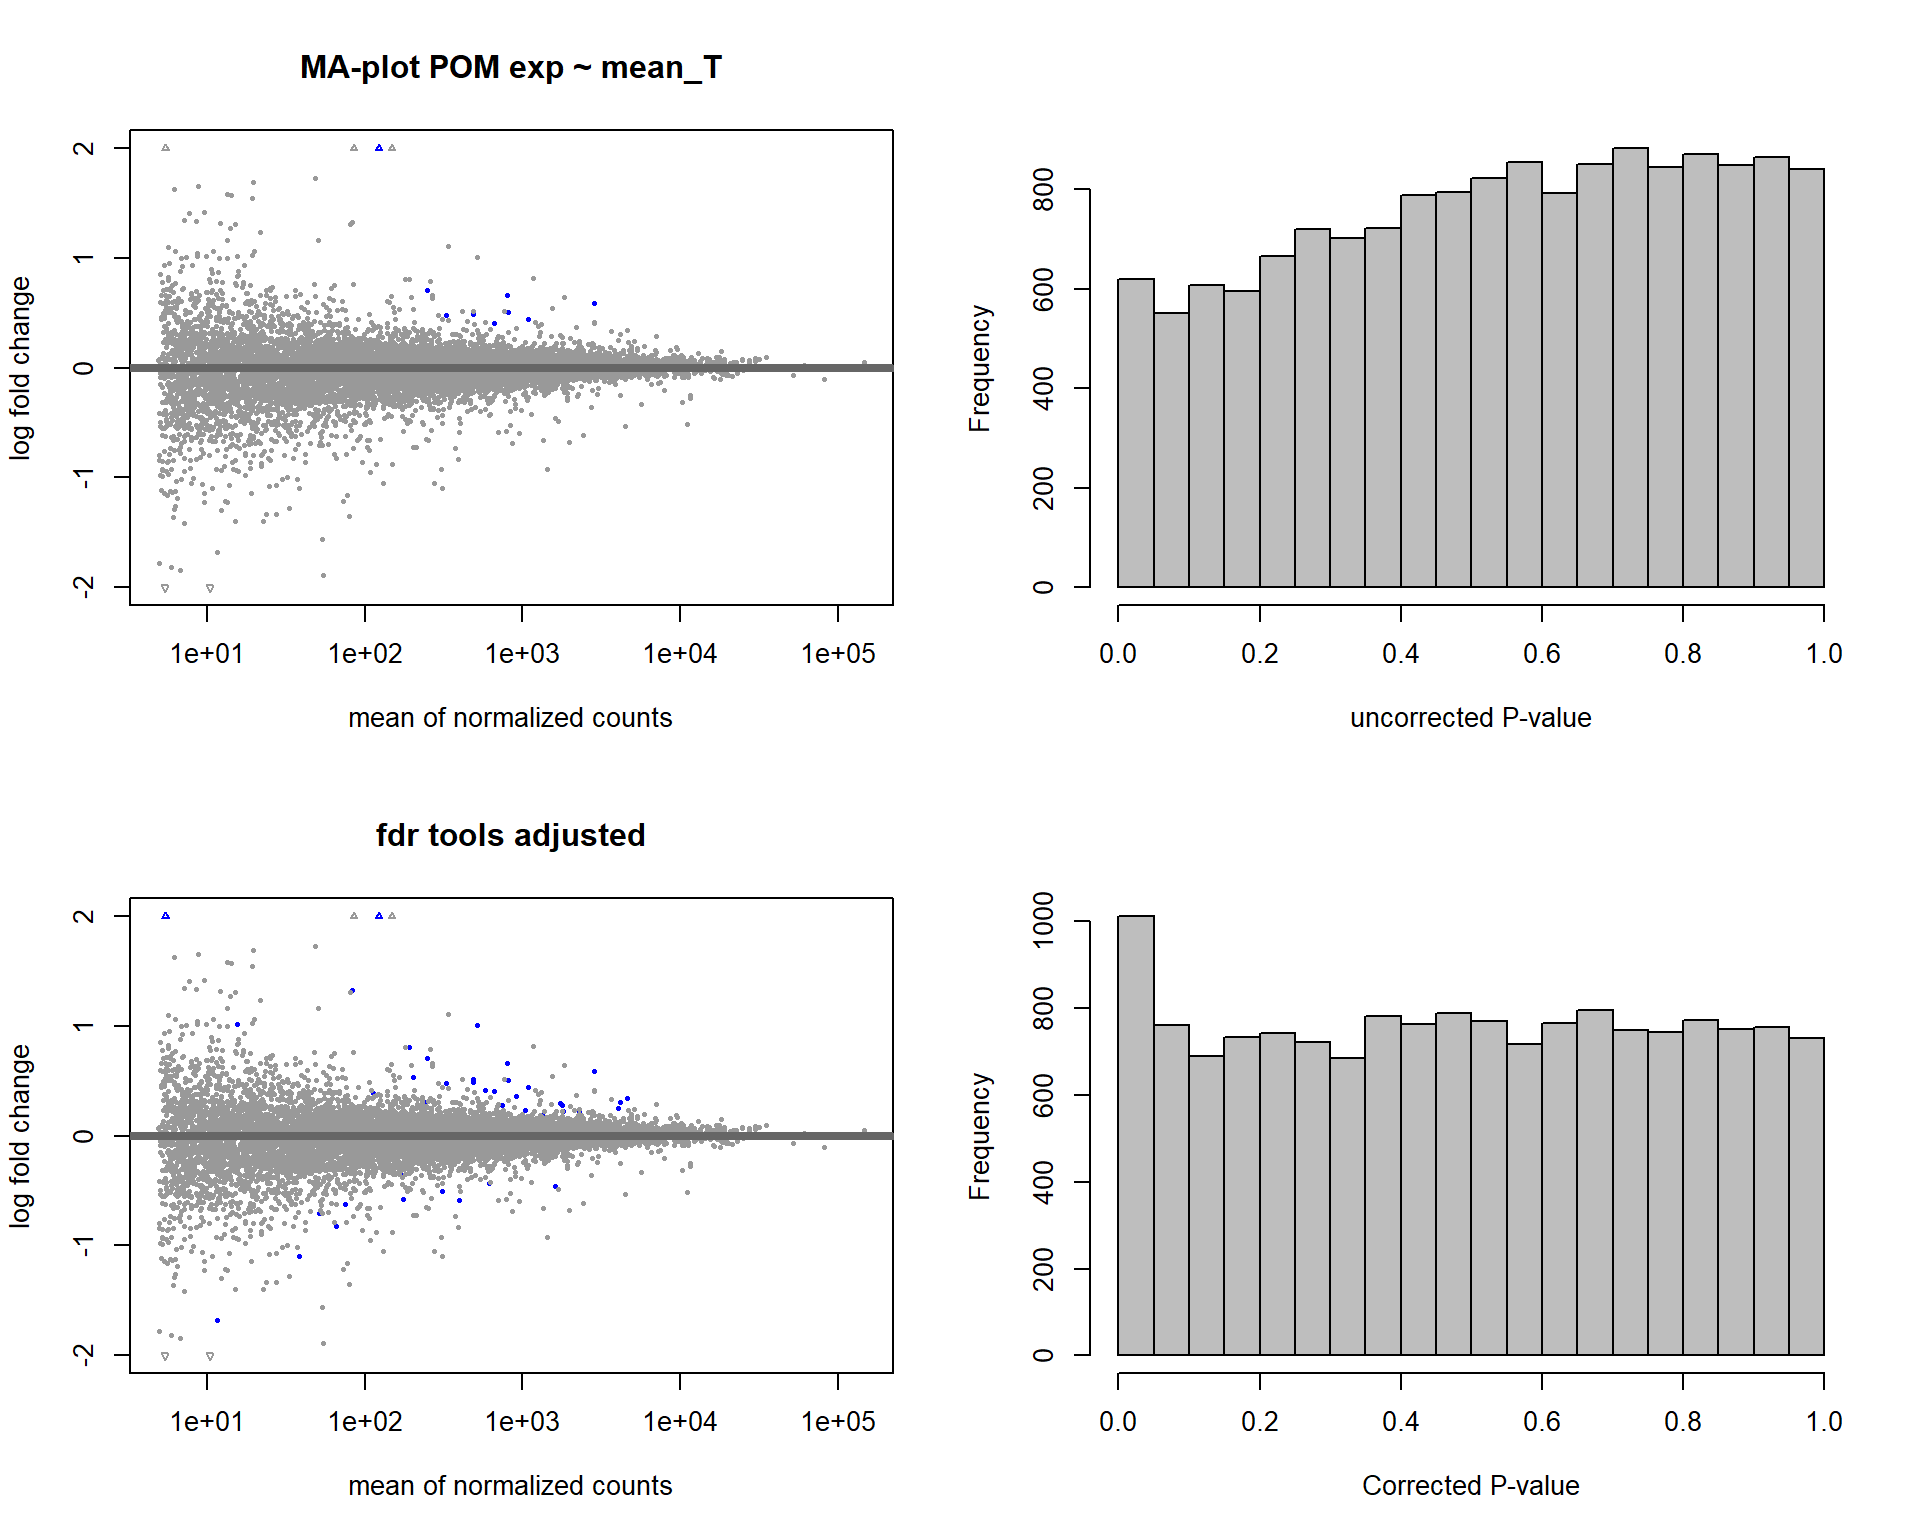 MA-plot POM exp ~ mean_T
log fold change
2
1
0
-1
-2
1e+01 1e+02 1e+03 1e+04 1e+05
mean of normalized counts
Frequency
800
600
400
200
0
0.0 0.2 0.4 0.6 0.8 1.0
uncorrected P-value
fdr tools adjusted
log fold change
2
1
0
-1
-2
1e+01 1e+02 1e+03 1e+04 1e+05
mean of normalized counts
Frequency
1000
800
600
400
200
0
0.0 0.2 0.4 0.6 0.8 1.0
Corrected P-value